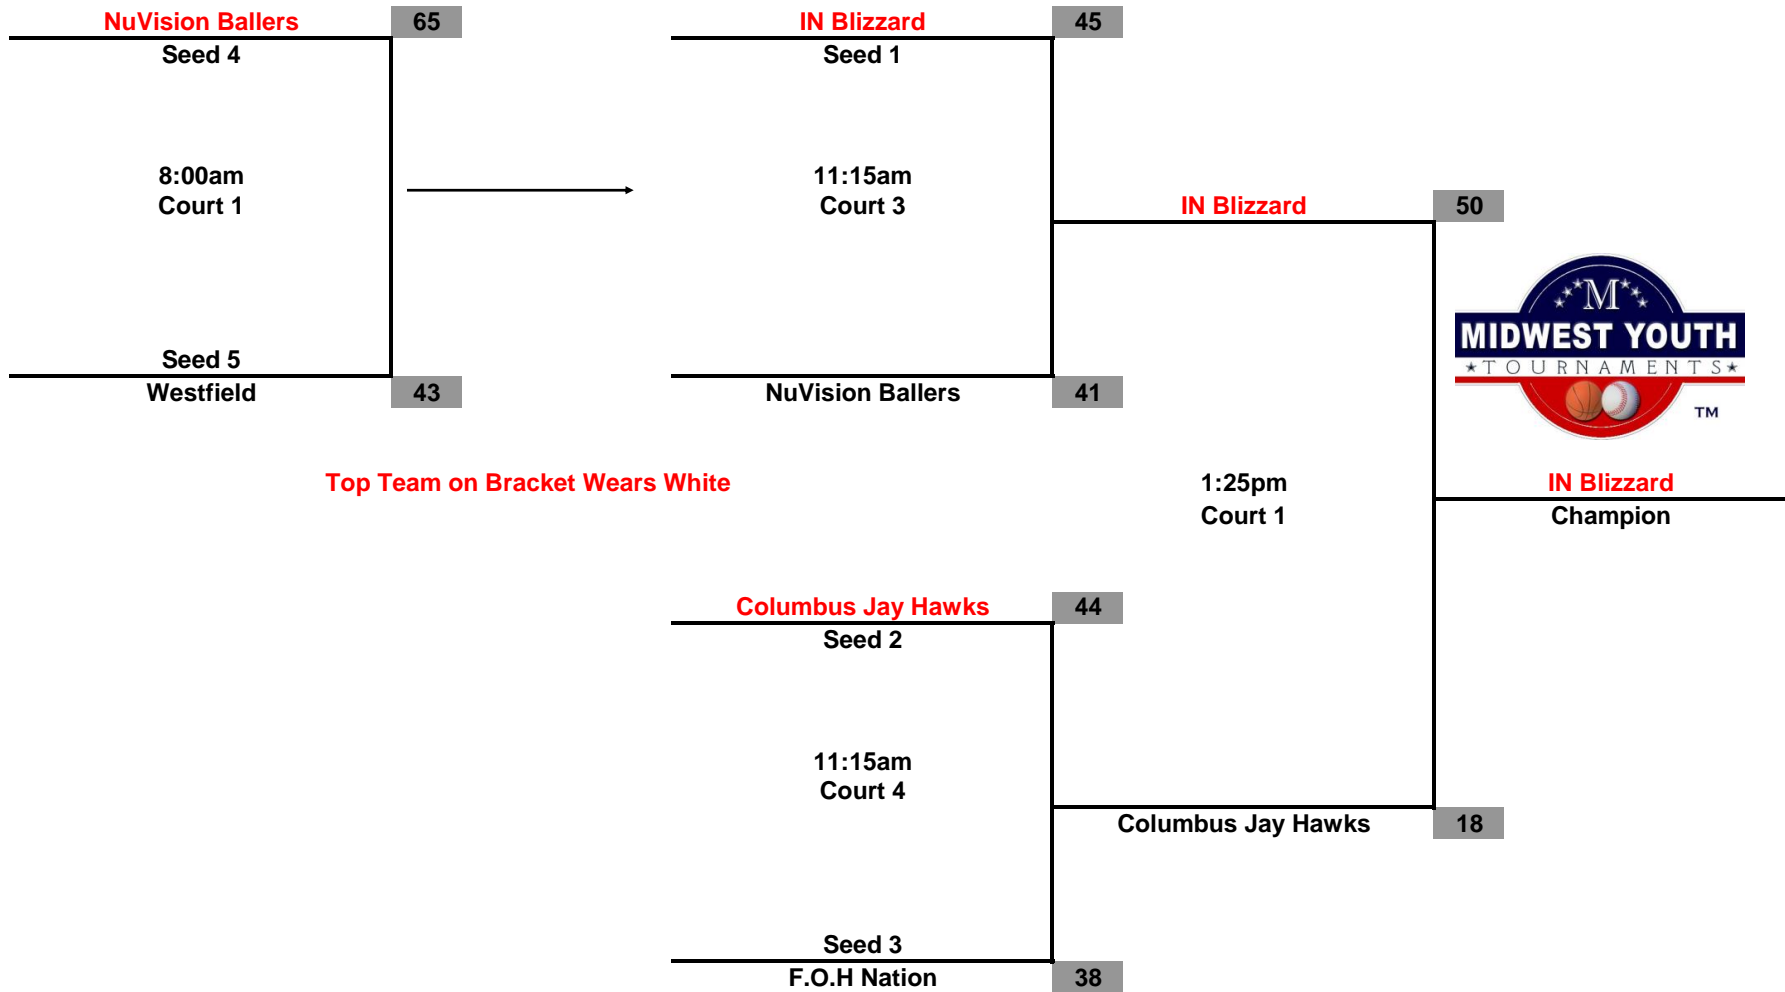 NuVision Ballers 65
Seed 4
8:00am
Court 1
Seed 5
Westfield 43
IN Blizzard 45
Seed 1
11:15am
Court 3
NuVision Ballers 41
IN Blizzard 50
M
MIDWEST YOUTH
TOURNAMENTS
TM
Top Team on Bracket Wears White
1:25pm
Court 1
IN Blizzard
Champion
Columbus Jay Hawks 44
Seed 2
11:15am
Court 4
Columbus Jay Hawks 18
Seed 3
F.O.H Nation 38